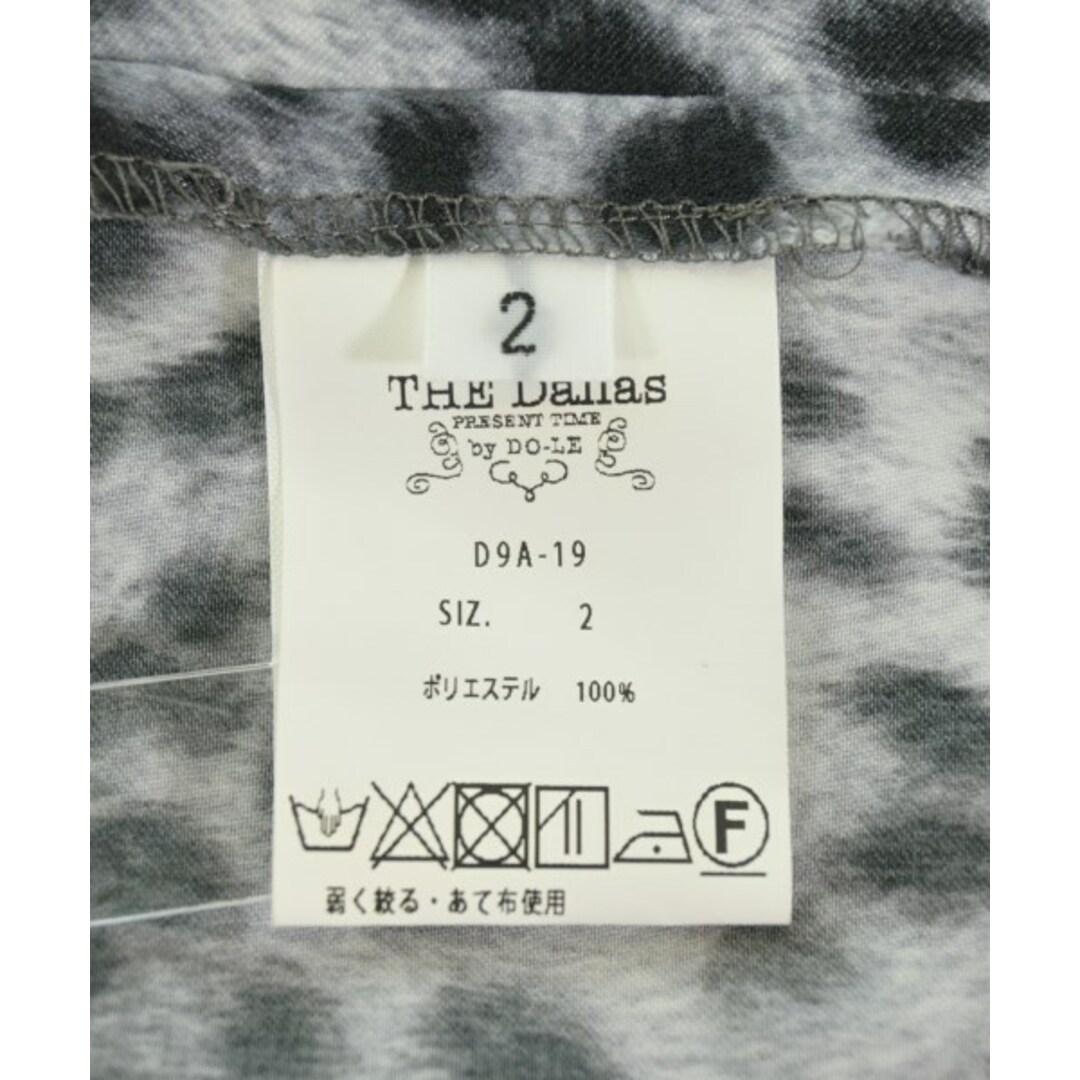 2
THE Dallas
PRESENT TIME
by DO-LE
D9A-19
SIZ. 2
ポリエステル 100%
F
弱く絞る・あて布使用